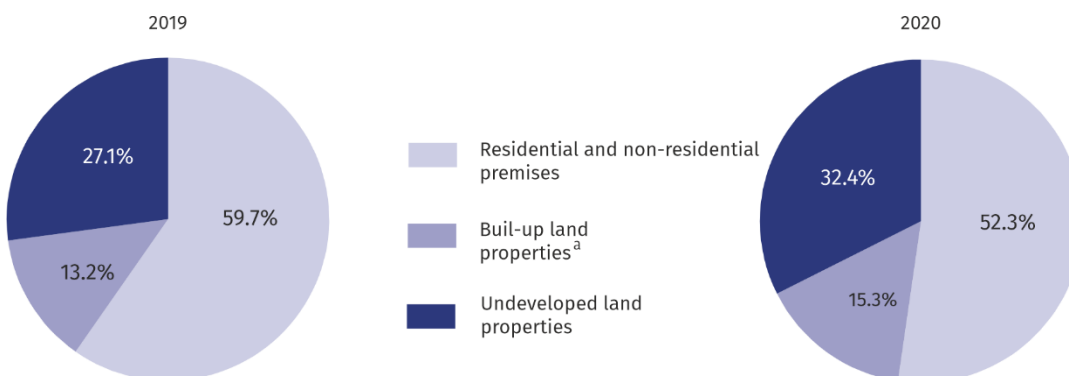 2019
2020
27.1%
59.7%
13.2%
Residential and non-residential
premises
Buil-up land
properties a
Undeveloped land
properties
32.4%
52.3%
15.3%